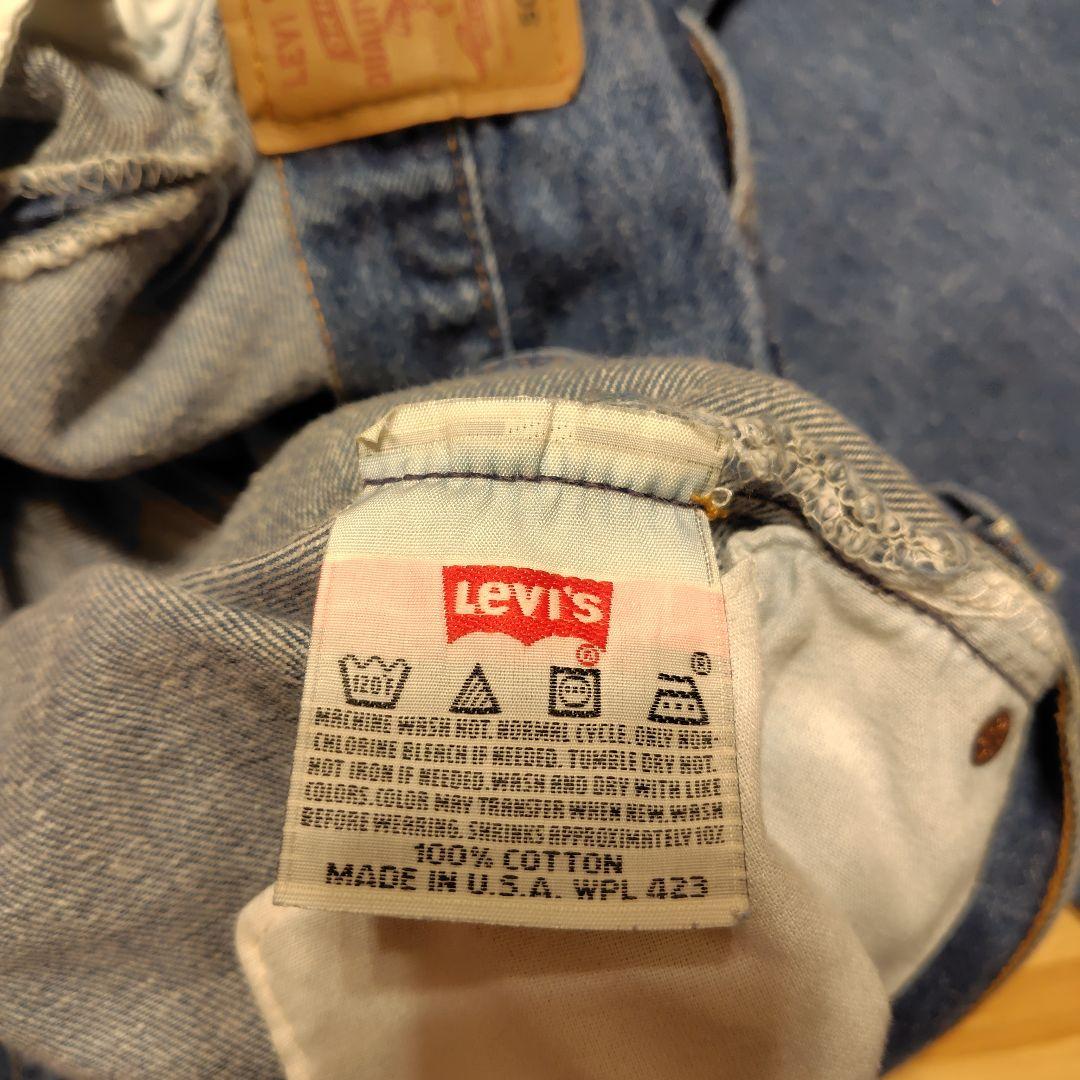 LEVI'S
®
120F
®
MACHINE WASH HOT NORMAL CYCLE. ONLY NON-
CHLORINE BLEACH IF NEEDED. TUMBLE DRY HOT.
HOT IRON IF NEEDED. WASH AND DRY WITH LIKE
COLORS. COLOR MAY TRANSFER WHEN NEW. WASH
BEFORE WEARING. SHRINKS APPROXIMATELY 10%
100% COTTON
MADE IN U.S.A. WPL 423